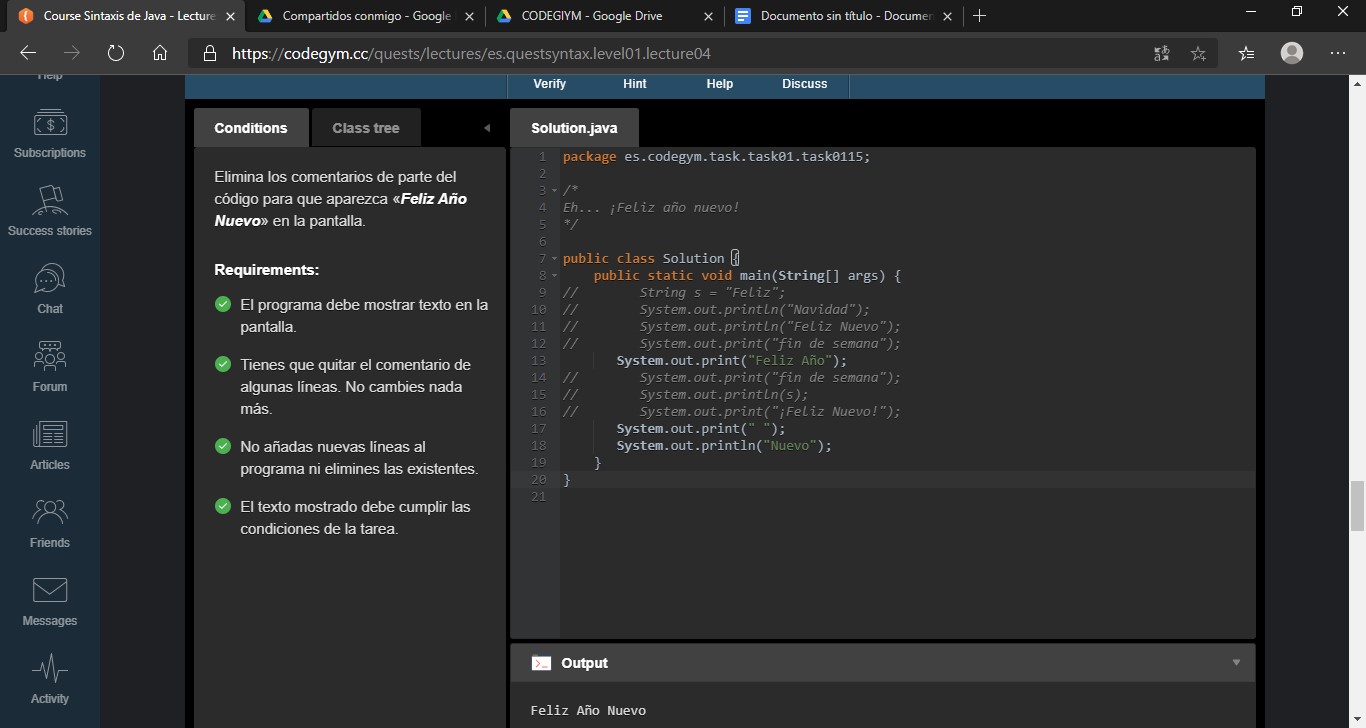 Course Sintaxis de Java - Lecture
Compartidos conmigo - Google
CODEGIYM - Google Drive
Documento sin título - Documen
https://codegym.cc/quests/lectures/es.questsyntax.level01.lecture04
Help
Subscriptions
Success stories
Chat
Forum
Articles
Friends
Messages
Activity
Verify Hint Help Discuss
Conditions Class tree
Elimina los comentarios de parte del
código para que aparezca «Feliz Año
Nuevo» en la pantalla.
Requirements:
El programa debe mostrar texto en la
pantalla.
Tienes que quitar el comentario de
algunas líneas. No cambies nada
más.
No añadas nuevas líneas al
programa ni elimines las existentes.
El texto mostrado debe cumplir las
condiciones de la tarea.
Solution.java
1 package es.codegym.task.task01.task0115;
2
3 /*
4 Eh... ¡Feliz año nuevo!
5 */
6
7 public class Solution {
8 public static void main(String[] args) {
9 // String s = "Feliz";
10 // System.out.println("Navidad");
11 // System.out.println("Feliz Nuevo");
12 // System.out.println("fin de semana");
13 System.out.print("Feliz Año");
14 // System.out.print("fin de semana");
15 // System.out.println(s);
16 // System.out.print("¡Feliz Nuevo!");
17 System.out.print(" ");
18 System.out.println("Nuevo");
19 }
20 }
21
Output
Feliz Año Nuevo